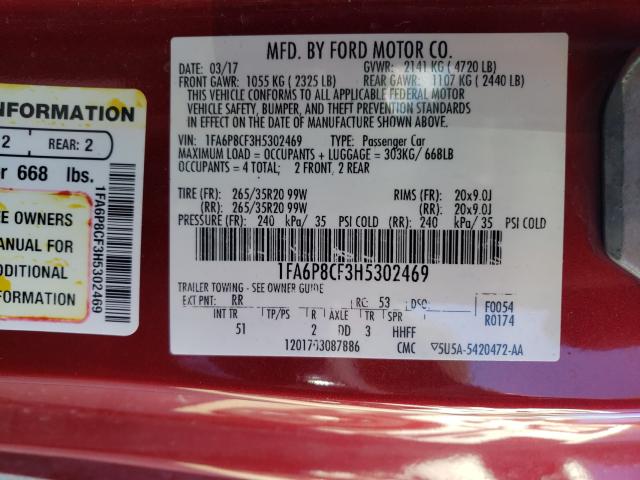 NFORMATION
2 REAR: 2
r 668 lbs.
EE OWNERS
ANUAL FOR
DDITIONAL
FORMATION
1FA6P8CF3H5302469
MFD. BY FORD MOTOR CO.
DATE: 03/17 GVWR: 2141 KG ( 4720 LB)
FRONT GAWR: 1055 KG ( 2325 LB) REAR GAWR: 1107 KG ( 2440 LB)
THIS VEHICLE CONFORMS TO ALL APPLICABLE FEDERAL MOTOR
VEHICLE SAFETY, BUMPER, AND THEFT PREVENTION STANDARDS
IN EFFECT ON THE DATE OF MANUFACTURE SHOWN ABOVE.
VIN: 1FA6P8CF3H5302469 TYPE: Passenger Car
MAXIMUM LOAD = OCCUPANTS + LUGGAGE = 303KG/ 668LB
OCCUPANTS = 4 TOTAL; 2 FRONT, 2 REAR
TIRE (FR): 265/35R20 99W RIMS (FR): 20x9.0J
(RR): 265/35R20 99W (RR): 20x9.0J
PRESSURE (FR): 240 kPa/ 35 PSI COLD (RR): 240 kPa/ 35 PSI COLD
1FA6P8CF3H5302469
TRAILER TOWING - SEE OWNER GUIDE
EXT PNT: RR RC: 53 DSO: F0054
INT TR TP/PS R AXLE TR SPR R0174
51 2 DD 3 HHFF
1201703087886 CMC ▽5U5A-5420472-AA